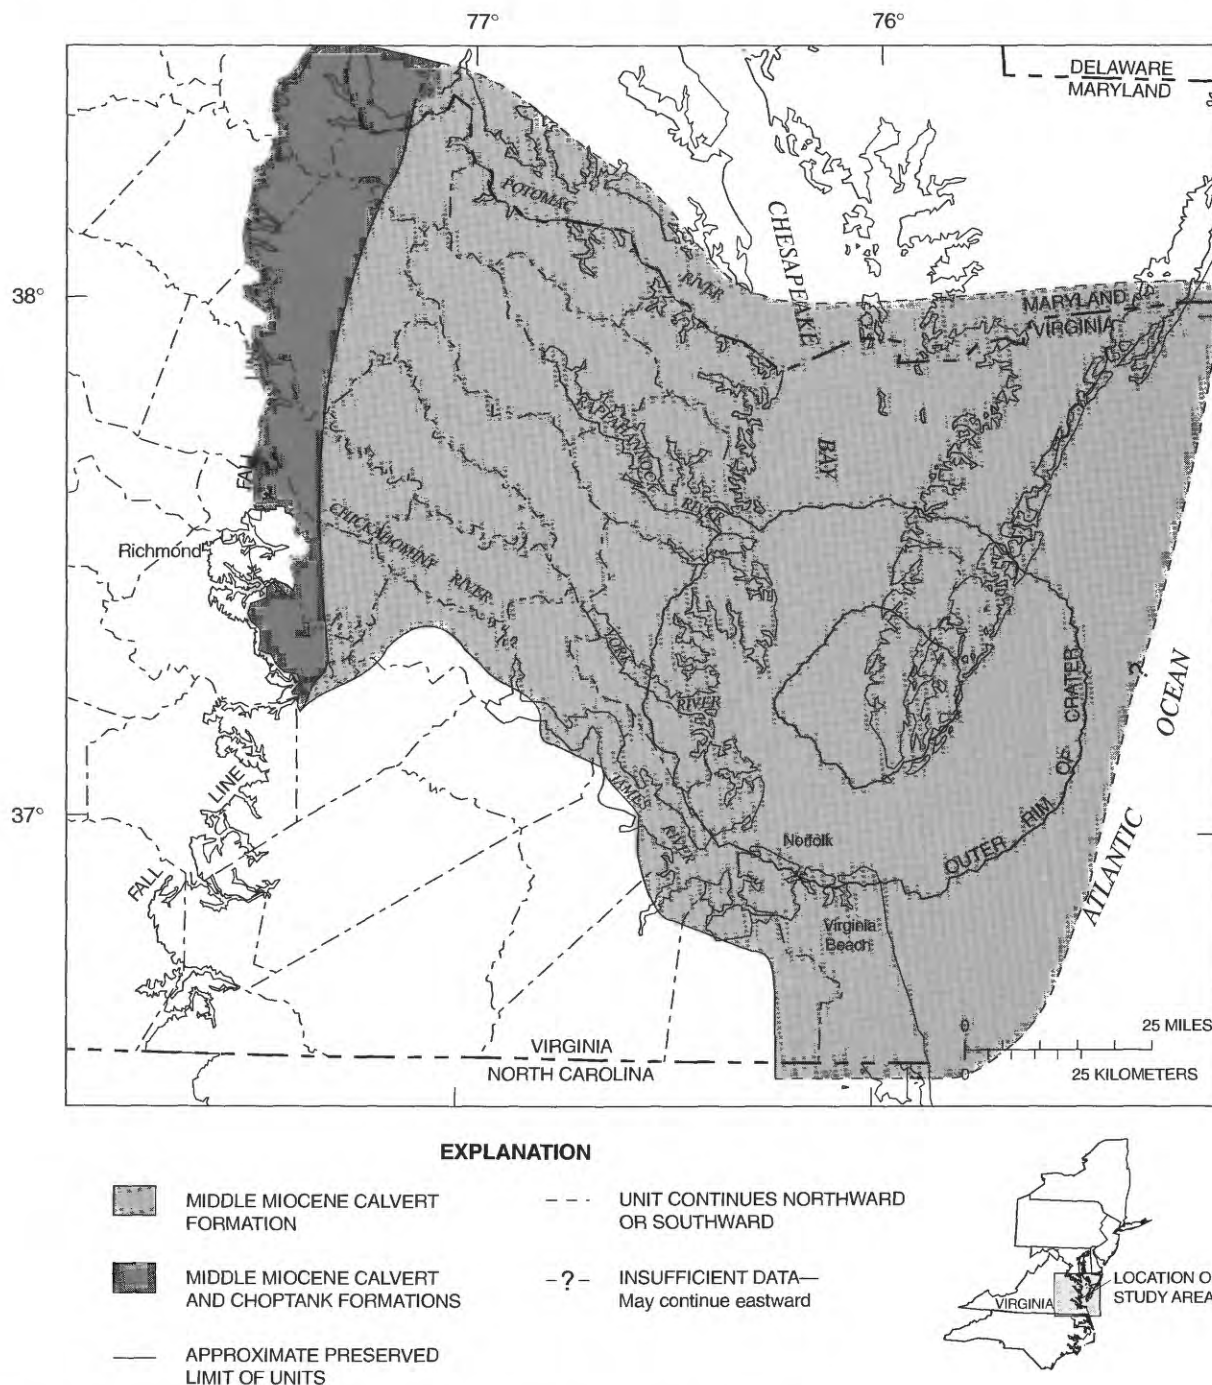 77°
76°
DELAWARE
MARYLAND
POTOMAC
RIVER
CHESAPEAKE
BAY
38°
MARYLAND
VIRGINIA
RAPPAHANNOCK
RIVER
FALL
Richmond
CHICKAHOMINY
RIVER
YORK
RIVER
OUTER RIM OF CRATER
ATLANTIC OCEAN
37°
LINE
FALL
JAMES
RIVER
Norfolk
Virginia
Beach
0
25 MILES
0
25 KILOMETERS
VIRGINIA
NORTH CAROLINA
EXPLANATION
MIDDLE MIOCENE CALVERT
FORMATION
MIDDLE MIOCENE CALVERT
AND CHOPTANK FORMATIONS
APPROXIMATE PRESERVED
LIMIT OF UNITS
UNIT CONTINUES NORTHWARD
OR SOUTHWARD
–?–
INSUFFICIENT DATA—
May continue eastward
VIRGINIA
LOCATION O
STUDY AREA